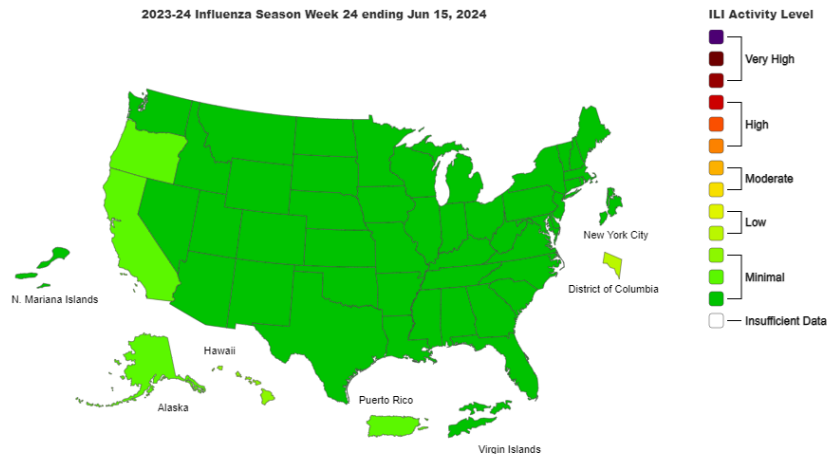 2023-24 Influenza Season Week 24 ending Jun 15, 2024
ILI Activity Level
Very High
High
Moderate
Low
Minimal
Insufficient Data
New York City
District of Columbia
N. Mariana Islands
Hawaii
Alaska
Puerto Rico
Virgin Islands